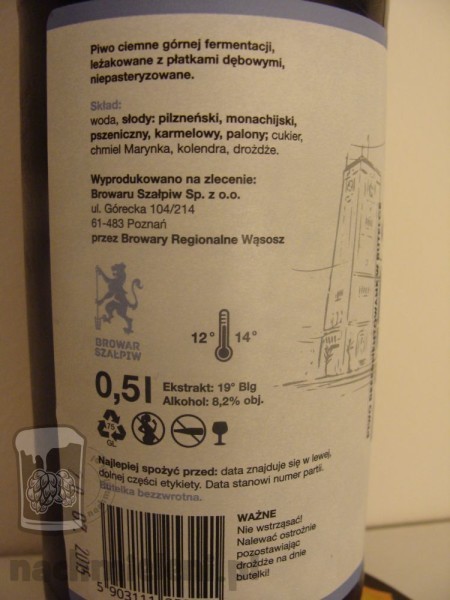 Piwo ciemne górnej fermentacji,
leżakowane z płatkami dębowymi,
niepasteryzowane.
Skład:
woda, słody: pilzneński, monachijski,
pszeniczny, karmelowy, palony; cukier,
chmiel Marynka, kolendra, drożdże.
Wyprodukowano na zlecenie:
Browaru Szałpiw Sp. z o.o.
ul. Górecka 104/214
61-483 Poznań
przez Browary Regionalne Wąsosz
BROWAR
SZAŁPIW
12° 14°
0,5l
Ekstrakt: 19° Blg
Alkohol: 8,2% obj.
Najlepiej spożyć przed: data znajduje się w lewej,
dolnej części etykiety. Data stanowi numer partii.
Butelka bezzwrotna.
2015
5 903111
WAŻNE
Nie wstrząsać!
Nalewać ostrożnie
pozostawiając
drożdże na dnie
butelki!